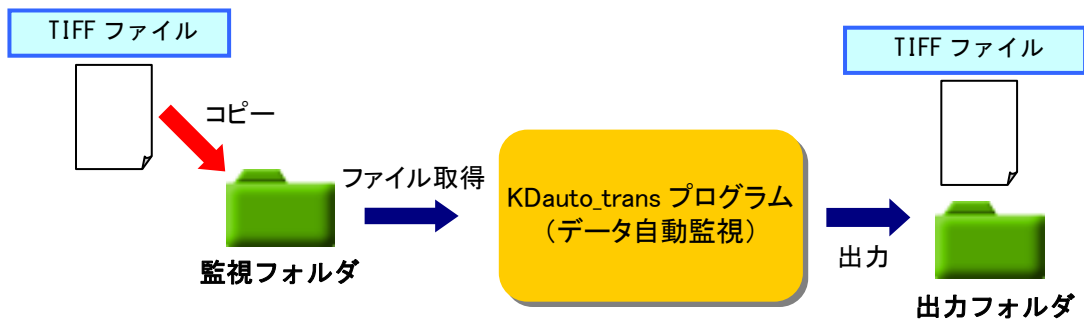 TIFF ファイル
コピー
監視フォルダ
ファイル取得
KDauto_trans プログラム
（データ自動監視）
出力
TIFF ファイル
出力フォルダ